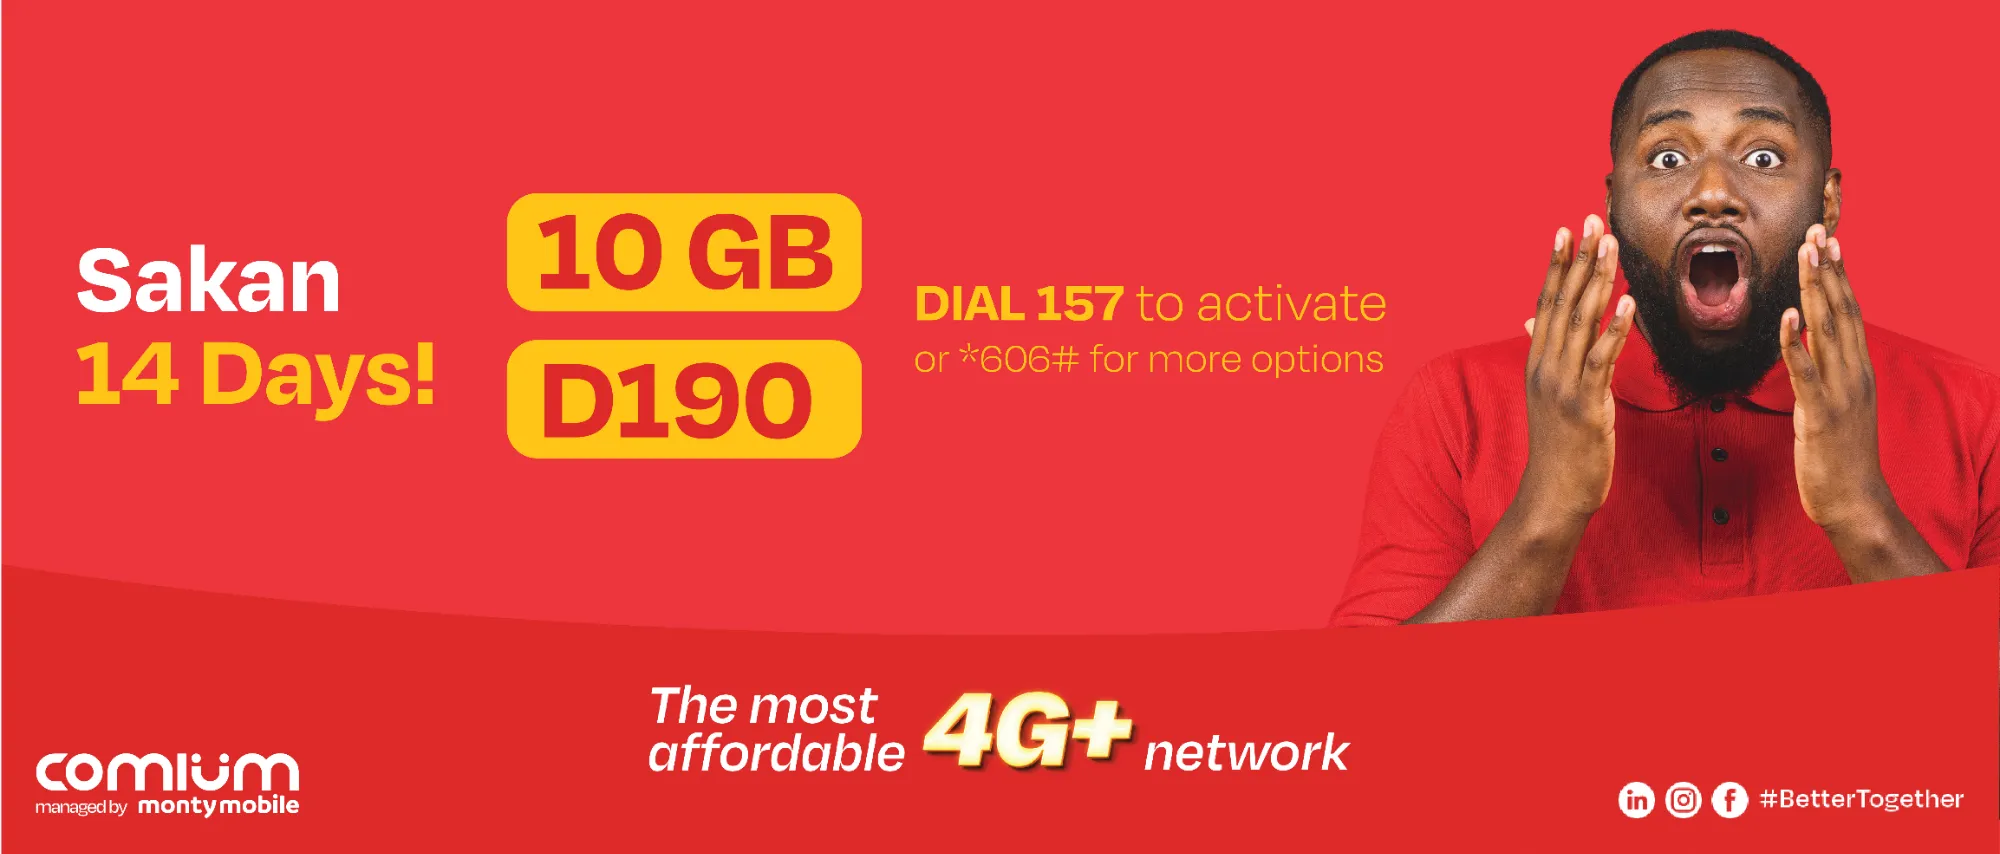 Sakan
14 Days!
10 GB
D190
DIAL 157 to activate
or *606# for more options
The most
affordable 4G+ network
comium
managed by montymobile
#BetterTogether